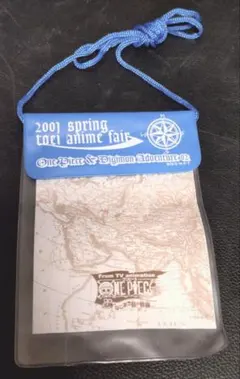 2001 spring
toei anime fair
One Piece & Digimon Adventure 02
From TV animation
ONE PIECE